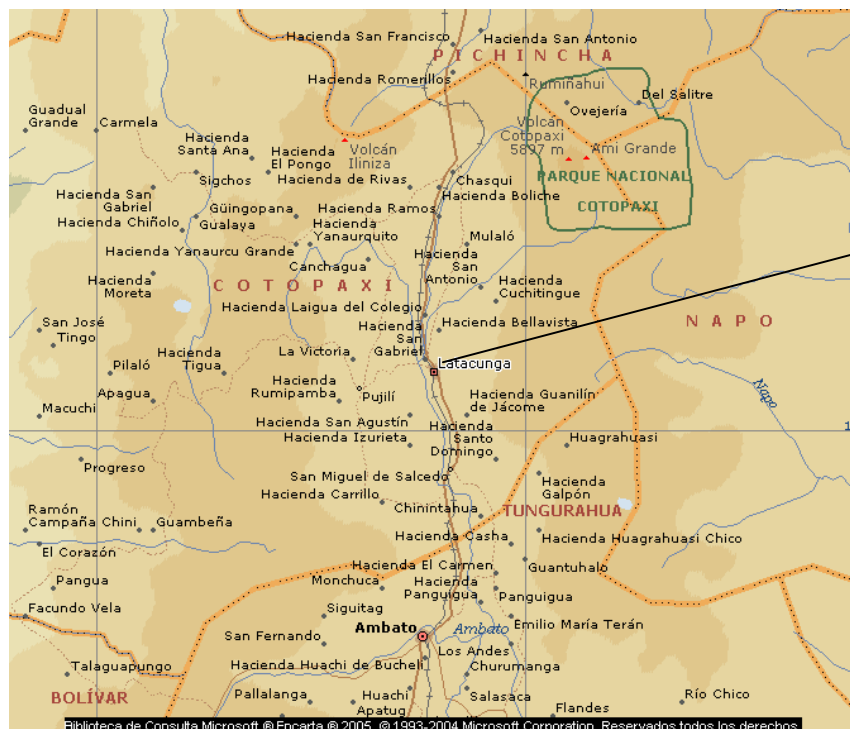 Hacienda San Francisco
Hacienda San Antonio
PICHINCHA
Hacienda Romerillos
Rumiñahui
Del Salitre
Ovejería
Guadual
Grande
Carmela
Volcán
Cotopaxi
5897 m
Hacienda
Santa Ana
Volcán
Iliniza
Hacienda
El Pongo
Ami Grande
Sigchos
Hacienda de Rivas
Chasqui
PARQUE NACIONAL
COTOPAXI
Hacienda San
Gabriel
Hacienda Boliche
Güingopana
Hacienda Ramos
Hacienda Chiñolo
Gualaya
Hacienda
Yanaurquito
Mulaló
Hacienda Yanaurcu Grande
Hacienda
San
Antonio
Canchagua
Hacienda
Moreta
COTOPAXI
Hacienda
Cuchitingue
Hacienda Laigua del Colegio
NAPO
San José
Tingo
Hacienda
San
Gabriel
Hacienda Bellavista
Hacienda
Tigua
La Victoria
Pilaló
Latacunga
Hacienda
Rumipamba
Pujilí
Napo
Apagua
Hacienda Guanilín
de Jácome
Macuchi
Hacienda San Agustín
Hacienda Izurieta
Hacienda
Santo
Domingo
Huagrahuasi
1
Progreso
San Miguel de Salcedo
Hacienda
Galpón
Hacienda Carrillo
Ramón
Campaña Chini
Guambeña
Chinintahua
TUNGURAHUA
Hacienda Casha
Hacienda Huagrahuasi Chico
El Corazón
Hacienda El Carmen
Guantuhalo
Pangua
Monchuca
Hacienda
Panguigua
Panguigua
Facundo Vela
Siguitag
Emilio María Terán
San Fernando
Ambato
Ambato
Los Andes
Talaguapungo
Hacienda Huachi de Bucheli
Churumanga
BOLÍVAR
Pallalanga
Huachi
Apatug
Salasaca
Río Chico
Flandes
Biblioteca de Consulta Microsoft ® Encarta ® 2005. © 1993-2004 Microsoft Corporation. Reservados todos los derechos.